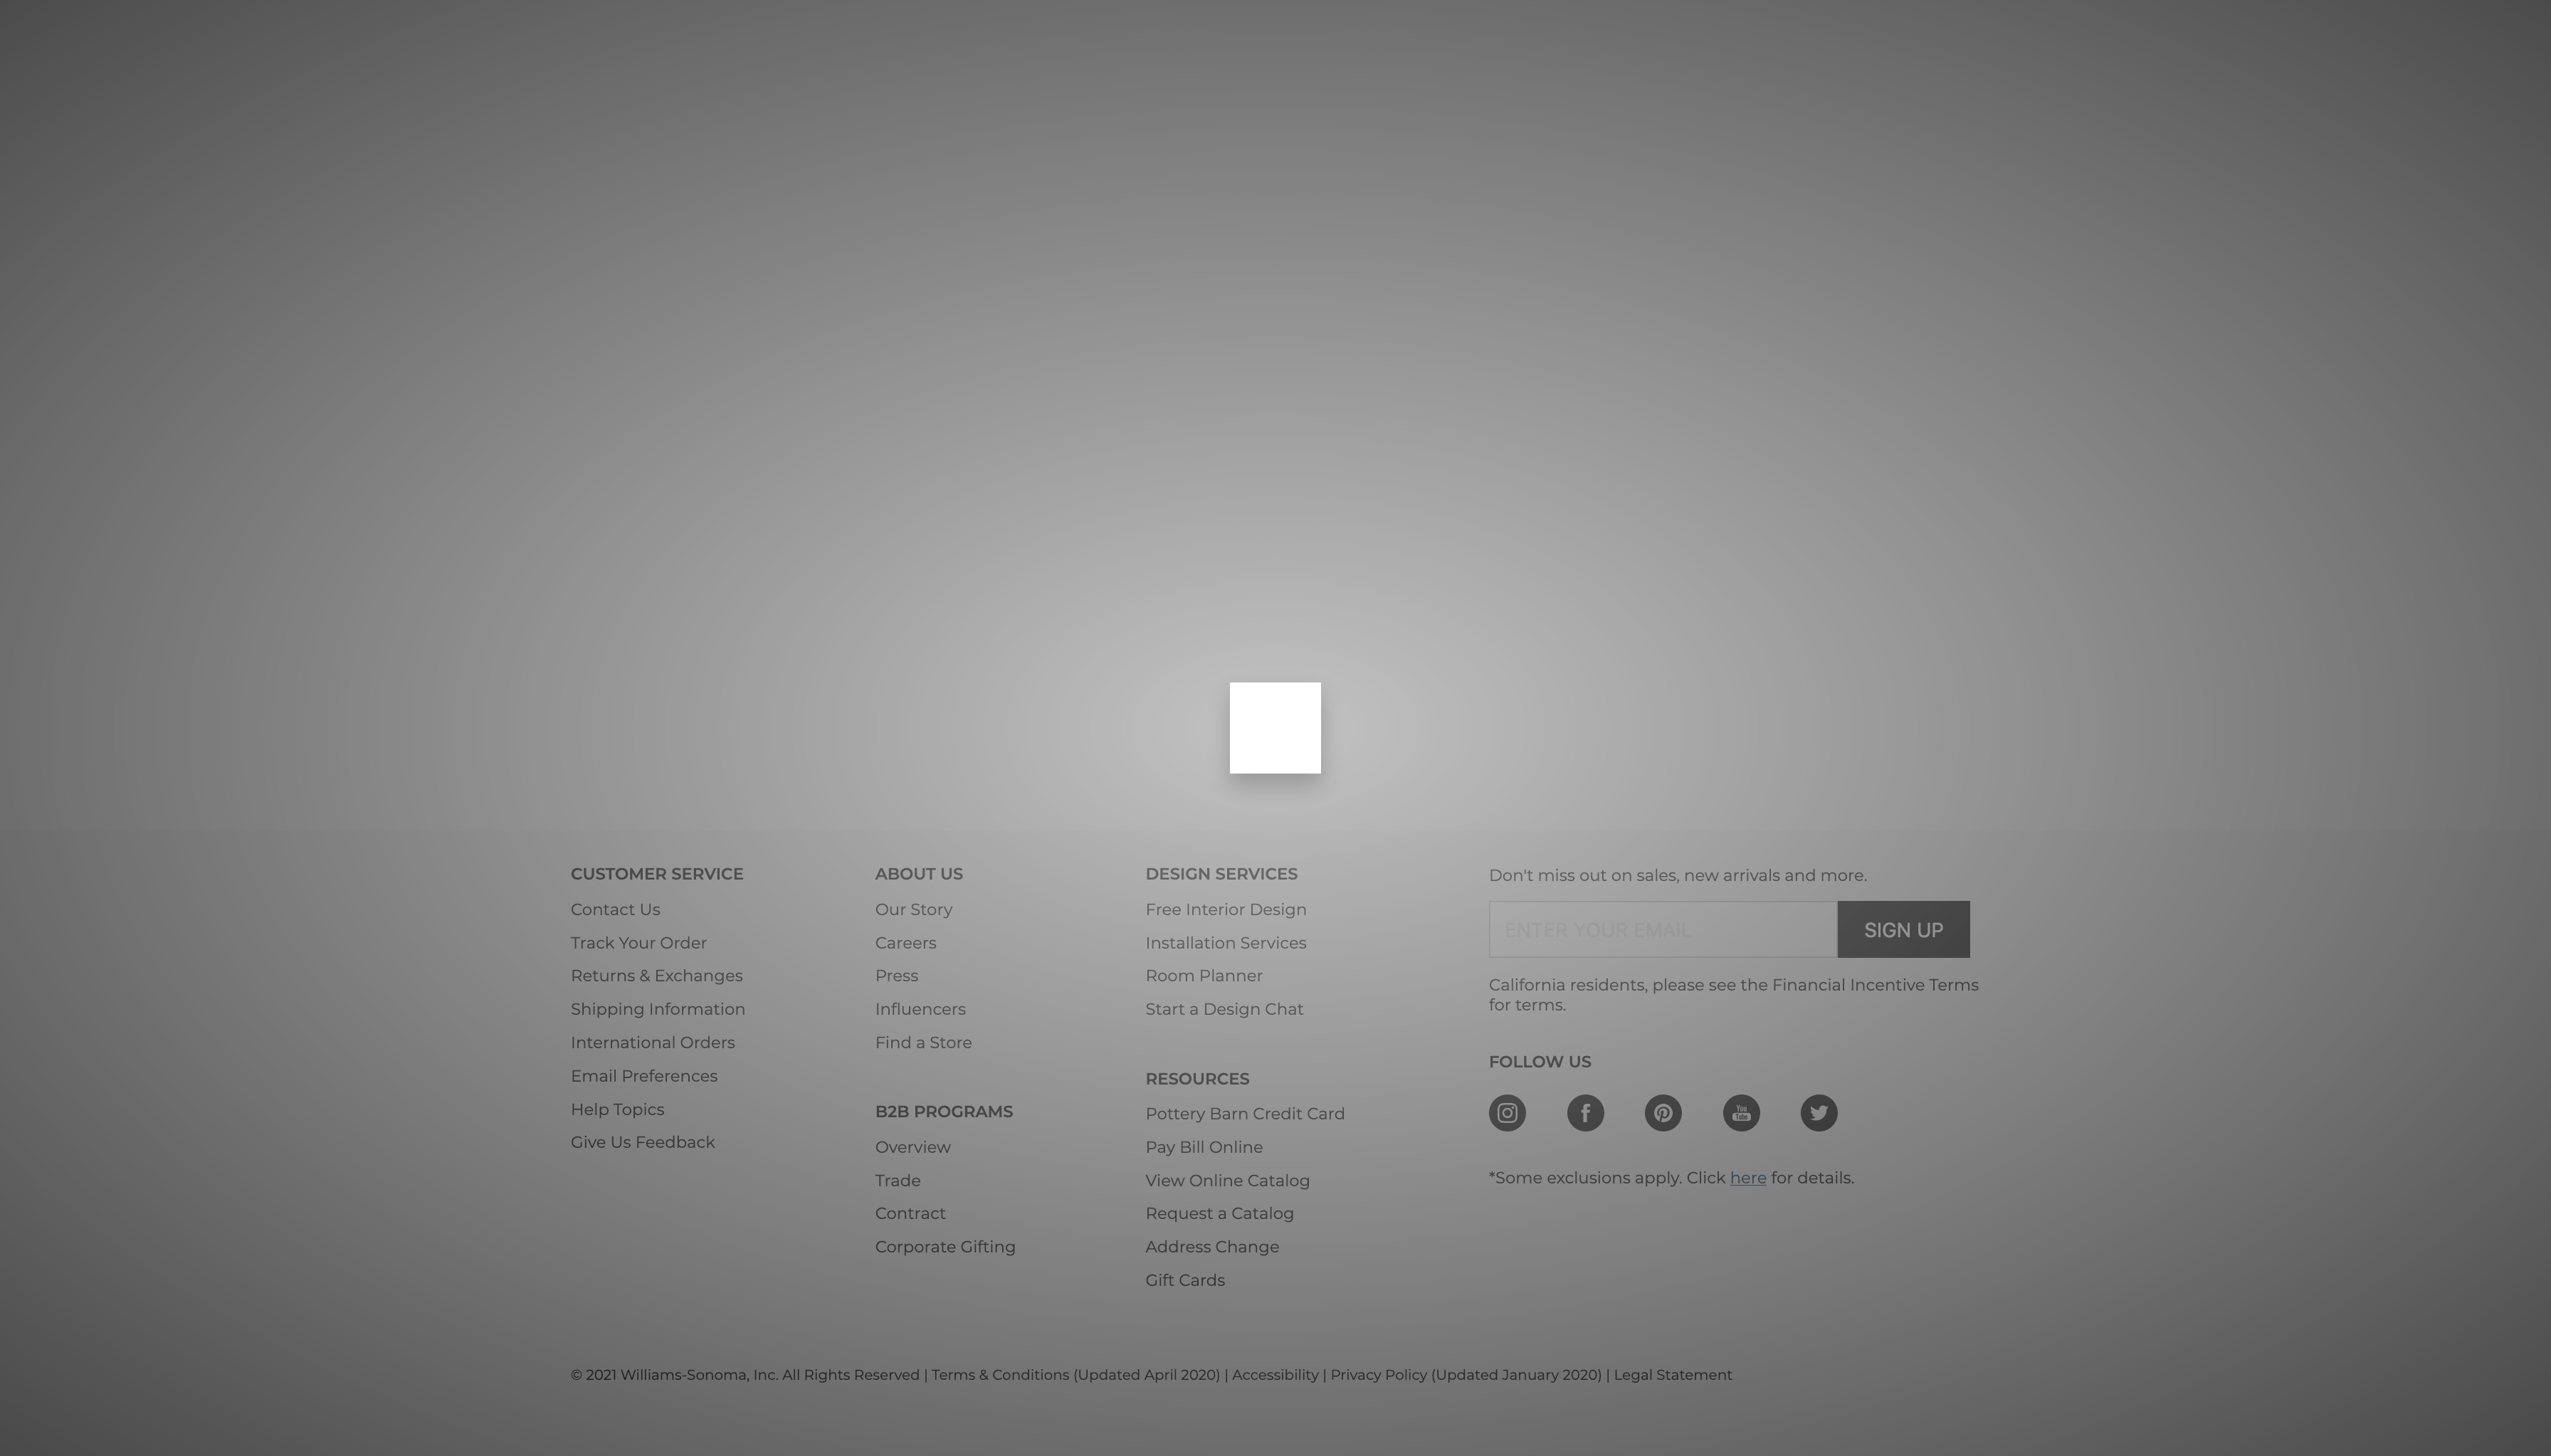 CUSTOMER SERVICE
Contact Us
Track Your Order
Returns & Exchanges
Shipping Information
International Orders
Email Preferences
Help Topics
Give Us Feedback
ABOUT US
Our Story
Careers
Press
Influencers
Find a Store
B2B PROGRAMS
Overview
Trade
Contract
Corporate Gifting
DESIGN SERVICES
Free Interior Design
Installation Services
Room Planner
Start a Design Chat
RESOURCES
Pottery Barn Credit Card
Pay Bill Online
View Online Catalog
Request a Catalog
Address Change
Gift Cards
Don't miss out on sales, new arrivals and more.
ENTER YOUR EMAIL
SIGN UP
California residents, please see the Financial Incentive Terms
for terms.
FOLLOW US
You
Tube
*Some exclusions apply. Click here for details.
© 2021 Williams-Sonoma, Inc. All Rights Reserved | Terms & Conditions (Updated April 2020) | Accessibility | Privacy Policy (Updated January 2020) | Legal Statement